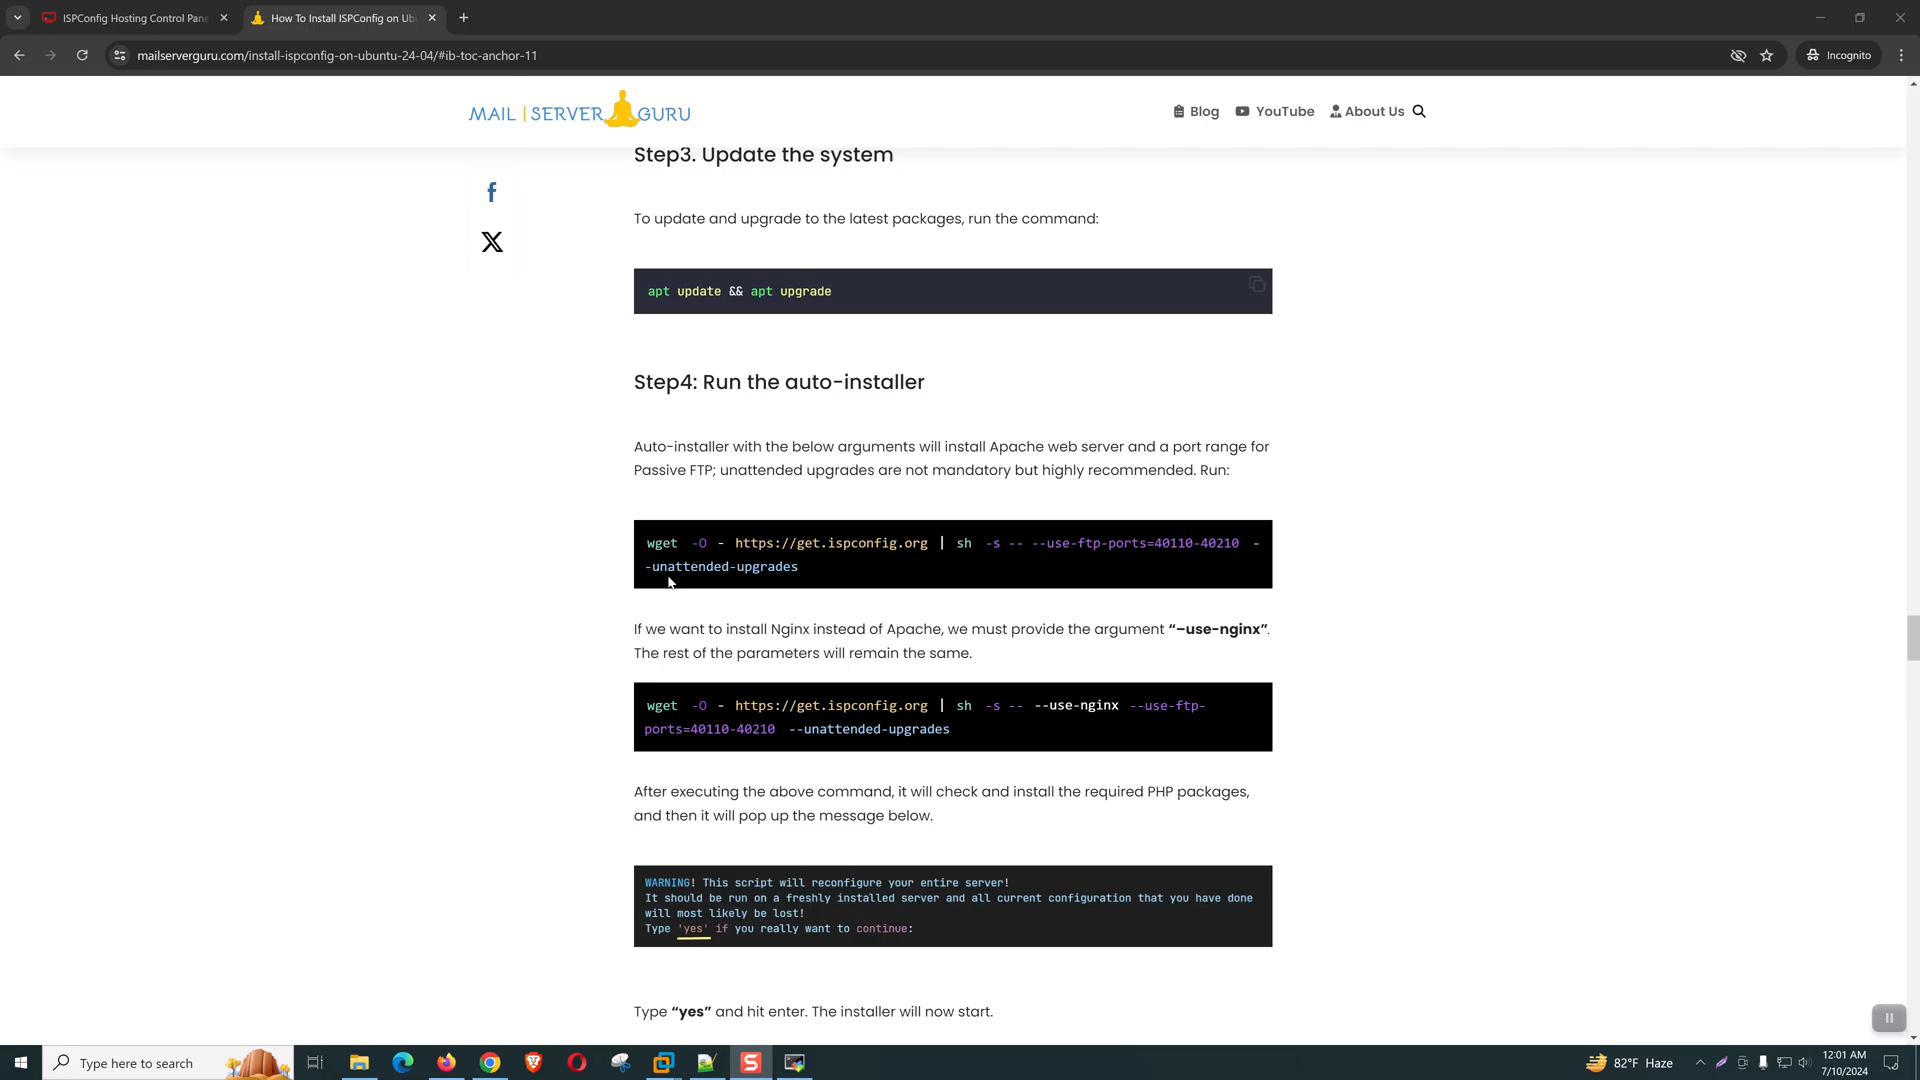 ISPConfig Hosting Control Pane
How To Install ISPConfig on Ub
mailserverguru.com/install-ispconfig-on-ubuntu-24-04/#ib-toc-anchor-11
Incognito
MAIL | SERVER GURU
Blog
YouTube
About Us
Step3. Update the system
To update and upgrade to the latest packages, run the command:
apt update && apt upgrade
Step4: Run the auto-installer
Auto-installer with the below arguments will install Apache web server and a port range for
Passive FTP; unattended upgrades are not mandatory but highly recommended. Run:
wget -O - https://get.ispconfig.org | sh -s -- --use-ftp-ports=40110-40210 -
-unattended-upgrades
If we want to install Nginx instead of Apache, we must provide the argument “–use-nginx”.
The rest of the parameters will remain the same.
wget -O - https://get.ispconfig.org | sh -s -- --use-nginx --use-ftp-
ports=40110-40210 --unattended-upgrades
After executing the above command, it will check and install the required PHP packages,
and then it will pop up the message below.
WARNING! This script will reconfigure your entire server!
It should be run on a freshly installed server and all current configuration that you have done
will most likely be lost!
Type 'yes' if you really want to continue:
Type “yes” and hit enter. The installer will now start.
Type here to search
82°F Haze
12:01 AM
7/10/2024